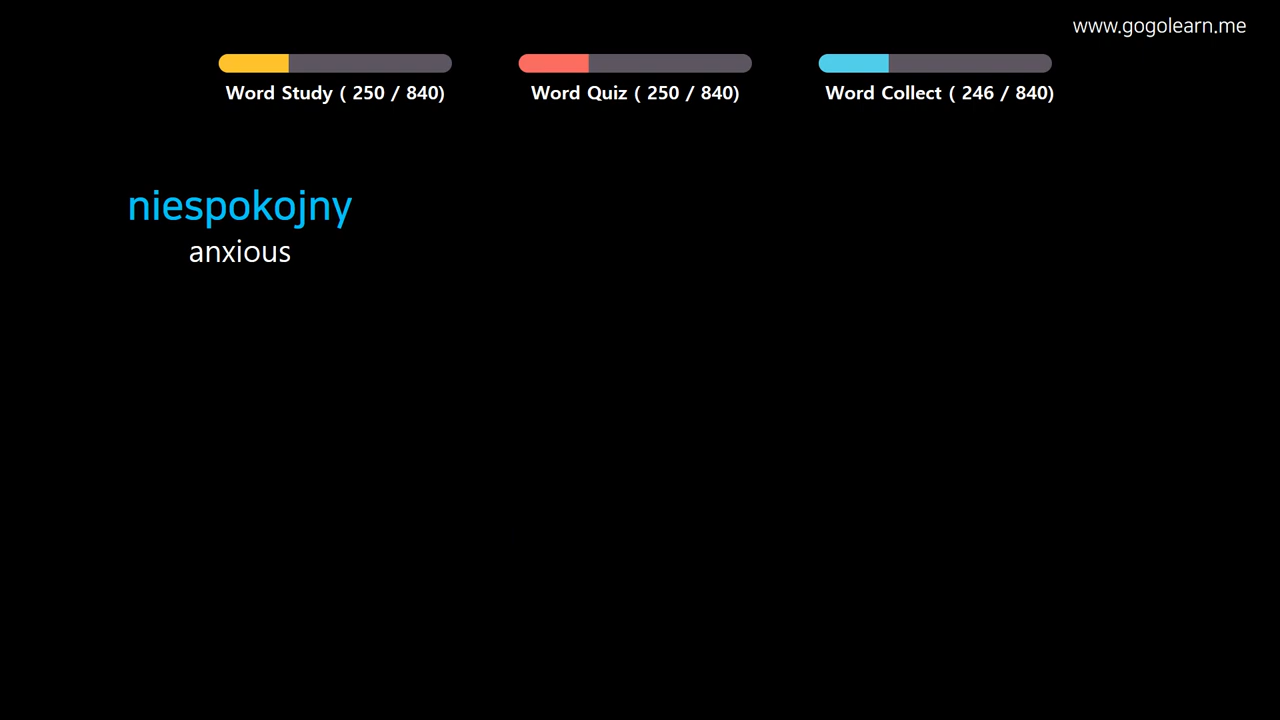 www.gogolearn.me
Word Study ( 250 / 840)
Word Quiz ( 250 / 840)
Word Collect ( 246 / 840)
niespokojny
anxious